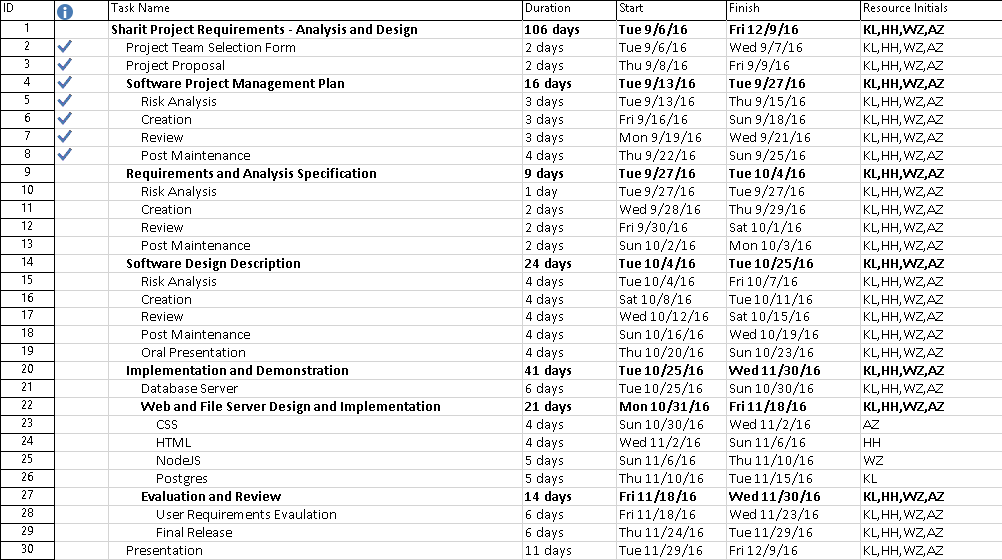 ID Task Name Duration Start Finish Resource Initials
1 Sharit Project Requirements - Analysis and Design 106 days Tue 9/6/16 Fri 12/9/16 KL,HH,WZ,AZ
2 Project Team Selection Form 2 days Tue 9/6/16 Wed 9/7/16 KL,HH,WZ,AZ
3 Project Proposal 2 days Thu 9/8/16 Fri 9/9/16 KL,HH,WZ,AZ
4 Software Project Management Plan 16 days Tue 9/13/16 Tue 9/27/16 KL,HH,WZ,AZ
5 Risk Analysis 3 days Tue 9/13/16 Thu 9/15/16 KL,HH,WZ,AZ
6 Creation 3 days Fri 9/16/16 Sun 9/18/16 KL,HH,WZ,AZ
7 Review 3 days Mon 9/19/16 Wed 9/21/16 KL,HH,WZ,AZ
8 Post Maintenance 4 days Thu 9/22/16 Sun 9/25/16 KL,HH,WZ,AZ
9 Requirements and Analysis Specification 9 days Tue 9/27/16 Tue 10/4/16 KL,HH,WZ,AZ
10 Risk Analysis 1 day Tue 9/27/16 Tue 9/27/16 KL,HH,WZ,AZ
11 Creation 2 days Wed 9/28/16 Thu 9/29/16 KL,HH,WZ,AZ
12 Review 2 days Fri 9/30/16 Sat 10/1/16 KL,HH,WZ,AZ
13 Post Maintenance 2 days Sun 10/2/16 Mon 10/3/16 KL,HH,WZ,AZ
14 Software Design Description 24 days Tue 10/4/16 Tue 10/25/16 KL,HH,WZ,AZ
15 Risk Analysis 4 days Tue 10/4/16 Fri 10/7/16 KL,HH,WZ,AZ
16 Creation 4 days Sat 10/8/16 Tue 10/11/16 KL,HH,WZ,AZ
17 Review 4 days Wed 10/12/16 Sat 10/15/16 KL,HH,WZ,AZ
18 Post Maintenance 4 days Sun 10/16/16 Wed 10/19/16 KL,HH,WZ,AZ
19 Oral Presentation 4 days Thu 10/20/16 Sun 10/23/16 KL,HH,WZ,AZ
20 Implementation and Demonstration 41 days Tue 10/25/16 Wed 11/30/16 KL,HH,WZ,AZ
21 Database Server 6 days Tue 10/25/16 Sun 10/30/16 KL,HH,WZ,AZ
22 Web and File Server Design and Implementation 21 days Mon 10/31/16 Fri 11/18/16 KL,HH,WZ,AZ
23 CSS 4 days Sun 10/30/16 Wed 11/2/16 AZ
24 HTML 4 days Wed 11/2/16 Sun 11/6/16 HH
25 NodeJS 5 days Sun 11/6/16 Thu 11/10/16 WZ
26 Postgres 5 days Thu 11/10/16 Tue 11/15/16 KL
27 Evaluation and Review 14 days Fri 11/18/16 Wed 11/30/16 KL,HH,WZ,AZ
28 User Requirements Evaulation 6 days Fri 11/18/16 Wed 11/23/16 KL,HH,WZ,AZ
29 Final Release 6 days Thu 11/24/16 Tue 11/29/16 KL,HH,WZ,AZ
30 Presentation 11 days Tue 11/29/16 Fri 12/9/16 KL,HH,WZ,AZ